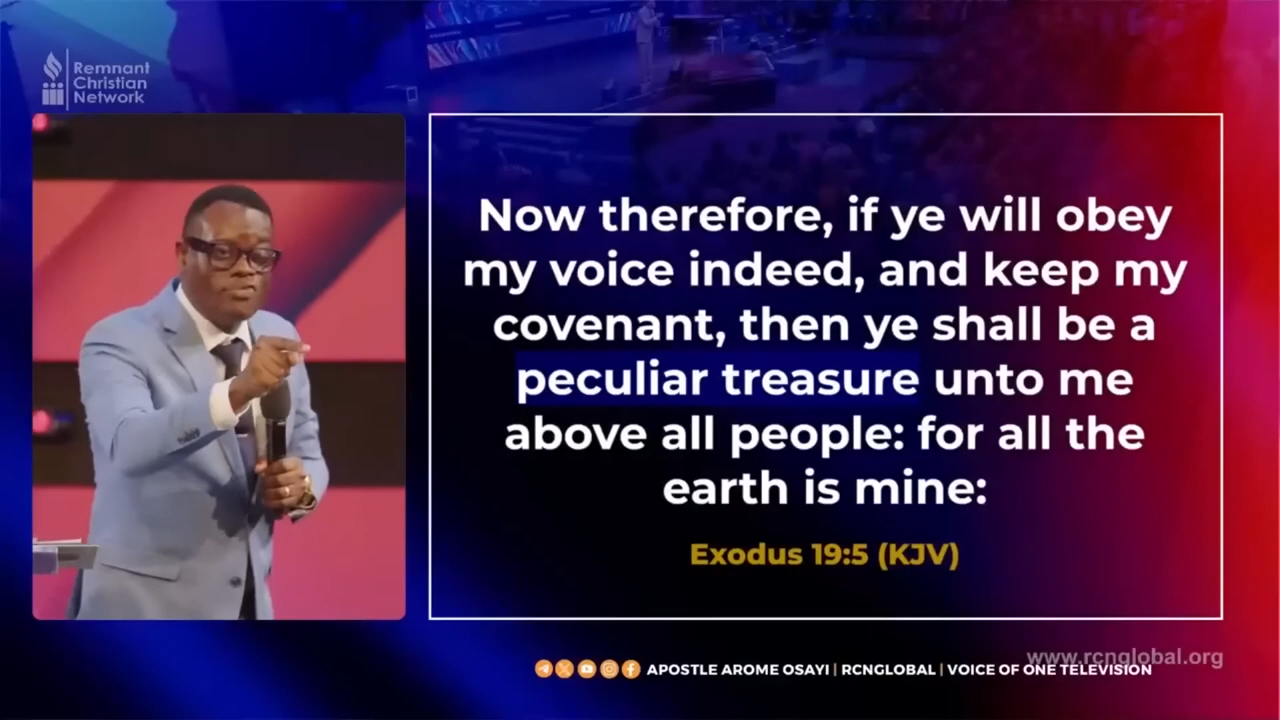 Remnant
Christian
Network
Now therefore, if ye will obey
my voice indeed, and keep my
covenant, then ye shall be a
peculiar treasure unto me
above all people: for all the
earth is mine:
Exodus 19:5 (KJV)
www.rcnglobal.org
APOSTLE AROME OSAYI | RCNGLOBAL | VOICE OF ONE TELEVISION